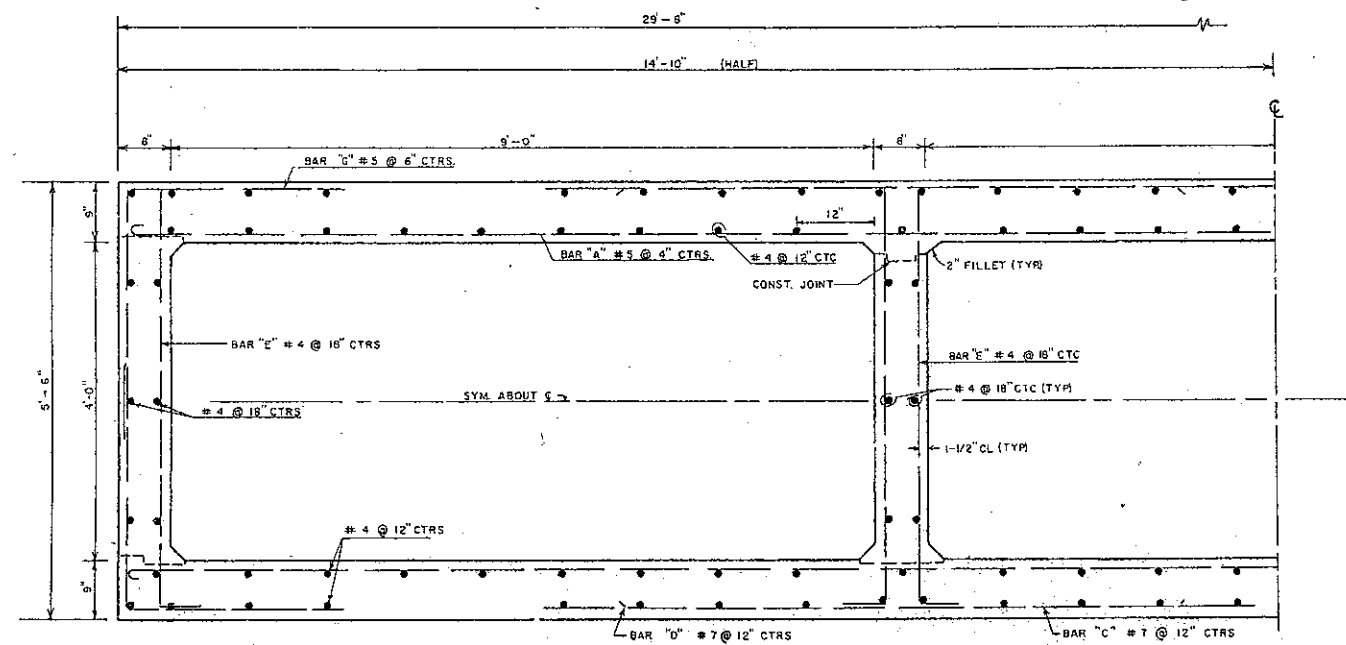 29'-8"
14'-10" (HALF)
℄
8"
9'-0"
8"
BAR "G" #5 @ 6" CTRS.
9"
12"
BAR "A" #5 @ 4" CTRS.
#4 @ 12" CTC
2" FILLET (TYP)
CONST. JOINT
BAR "E" #4 @ 18" CTRS
BAR "E" #4 @ 18" CTC
5'-6"
4'-0"
#4 @ 18" CTC (TYP)
SYM. ABOUT ℄
#4 @ 18" CTRS
1-1/2" CL (TYP)
#4 @ 12" CTRS
9"
BAR "D" #7 @ 12" CTRS
BAR "C" #7 @ 12" CTRS